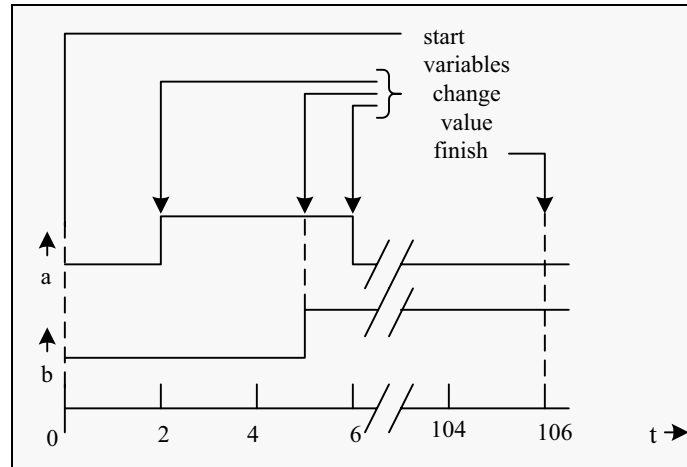 start
variables
change
value
finish
a
b
0 2 4 6 104 106 t